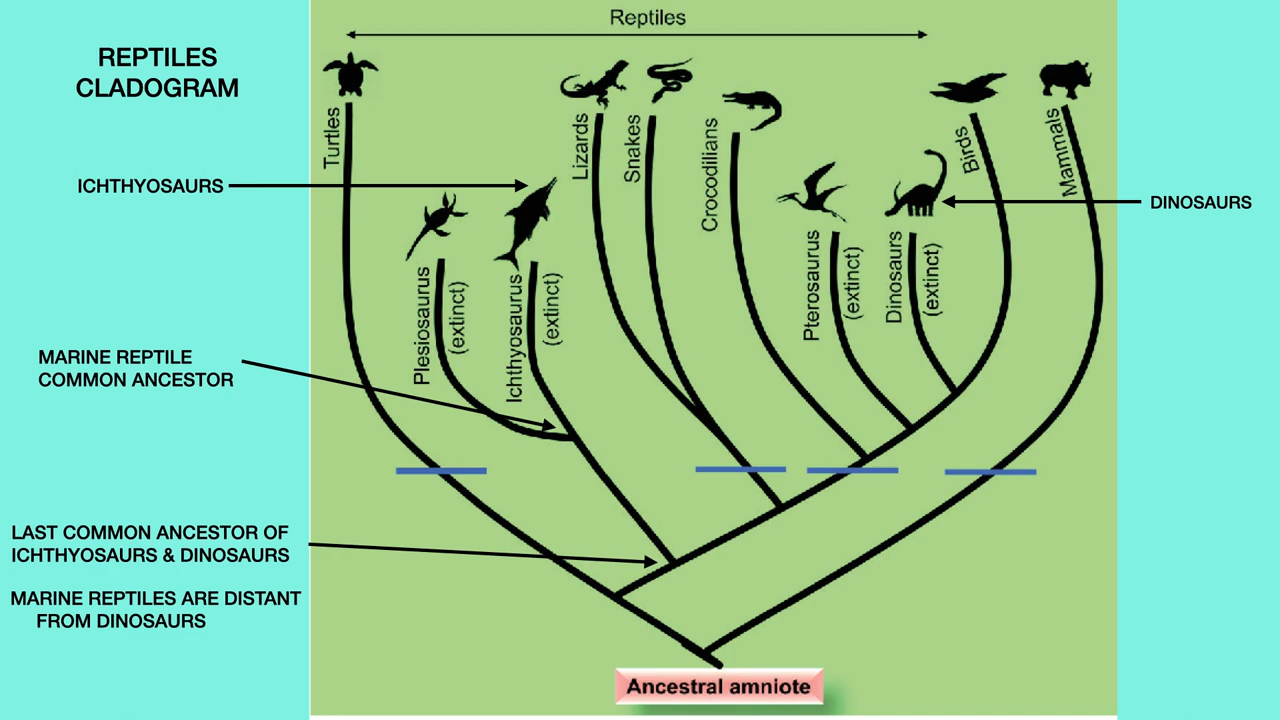 REPTILES
CLADOGRAM
Reptiles
Turtles
Lizards
Snakes
Crocodilians
Birds
Mammals
ICHTHYOSAURS
DINOSAURS
Plesiosaurus
(extinct)
Ichthyosaurus
(extinct)
Pterosaurus
(extinct)
Dinosaurs
(extinct)
MARINE REPTILE
COMMON ANCESTOR
LAST COMMON ANCESTOR OF
ICHTHYOSAURS & DINOSAURS
MARINE REPTILES ARE DISTANT
FROM DINOSAURS
Ancestral amniote